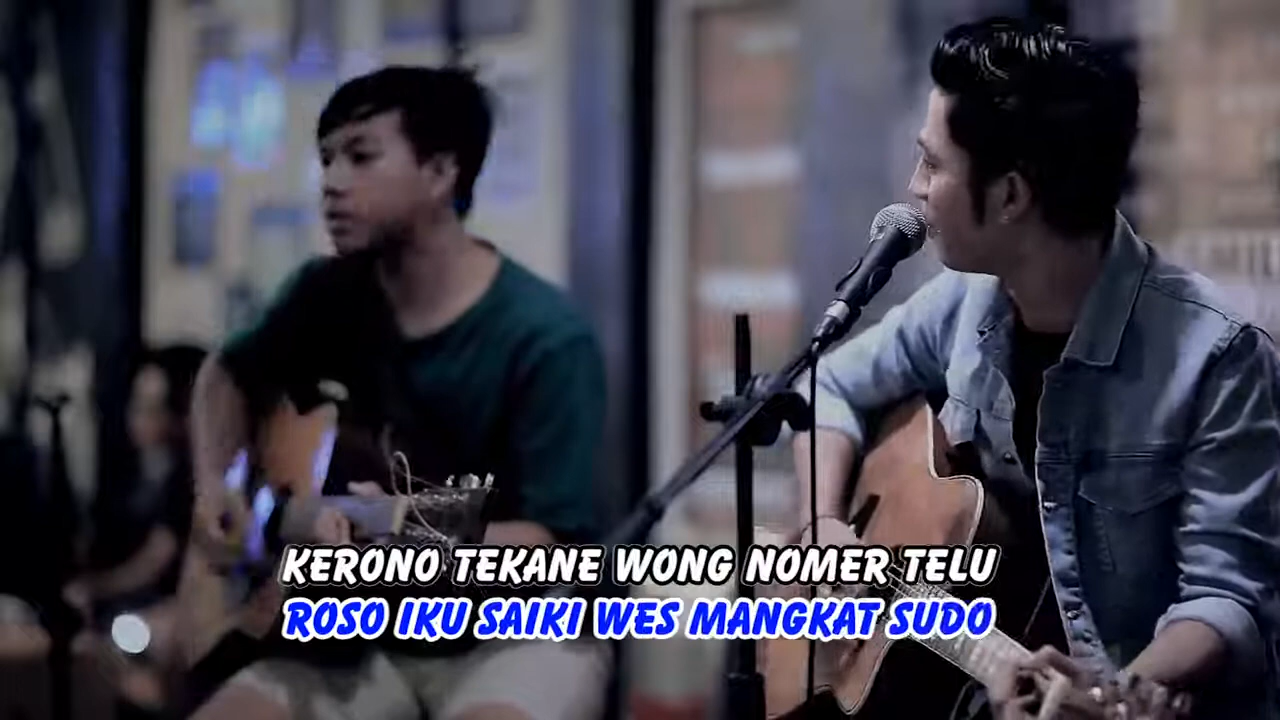 KERONO TEKANE WONG NOMER TELU
ROSO IKU SAIKI WES MANGKAT SUDO